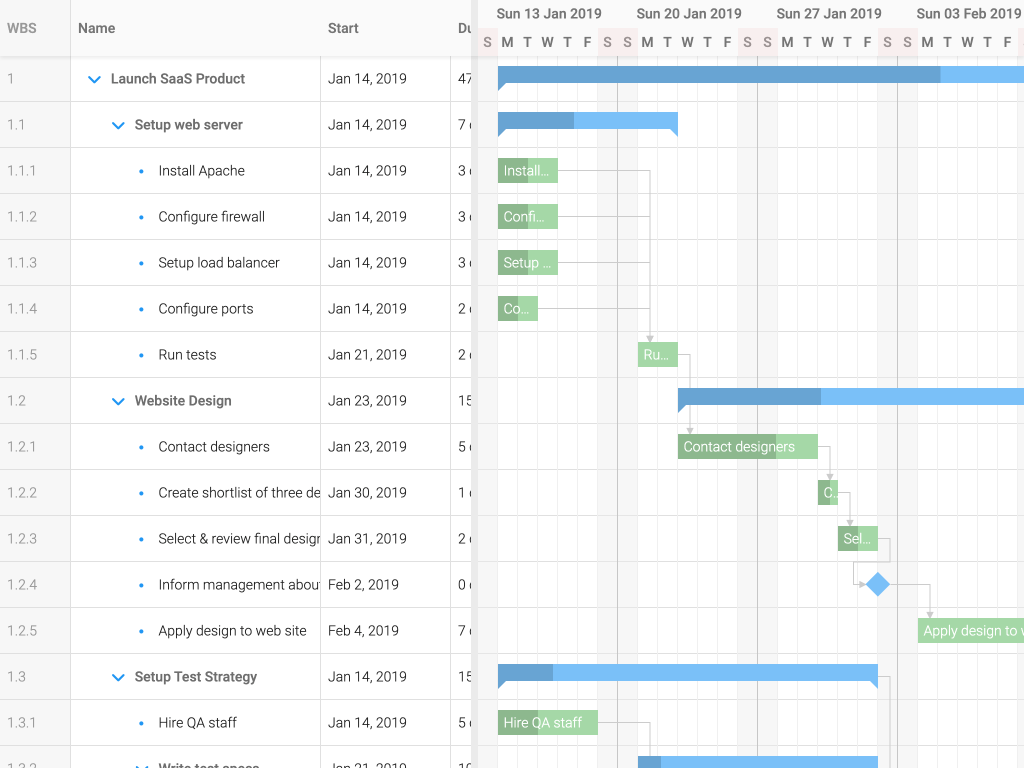 Sun 13 Jan 2019 Sun 20 Jan 2019 Sun 27 Jan 2019 Sun 03 Feb 2019
WBS Name Start Du
S M T W T F S S M T W T F S S M T W T F S S M T W T F
1 Launch SaaS Product Jan 14, 2019 47
1.1 Setup web server Jan 14, 2019 7 d
1.1.1 Install Apache Jan 14, 2019 3 d Install...
1.1.2 Configure firewall Jan 14, 2019 3 d Confi...
1.1.3 Setup load balancer Jan 14, 2019 3 d Setup ...
1.1.4 Configure ports Jan 14, 2019 2 d Co...
1.1.5 Run tests Jan 21, 2019 2 d Ru...
1.2 Website Design Jan 23, 2019 15
1.2.1 Contact designers Jan 23, 2019 5 d Contact designers
1.2.2 Create shortlist of three de Jan 30, 2019 1 d C...
1.2.3 Select & review final design Jan 31, 2019 2 d Sel...
1.2.4 Inform management about Feb 2, 2019 0 d
1.2.5 Apply design to web site Feb 4, 2019 7 d Apply design to w
1.3 Setup Test Strategy Jan 14, 2019 15
1.3.1 Hire QA staff Jan 14, 2019 5 d Hire QA staff
1.3.2 Write test specs Jan 21, 2019 10